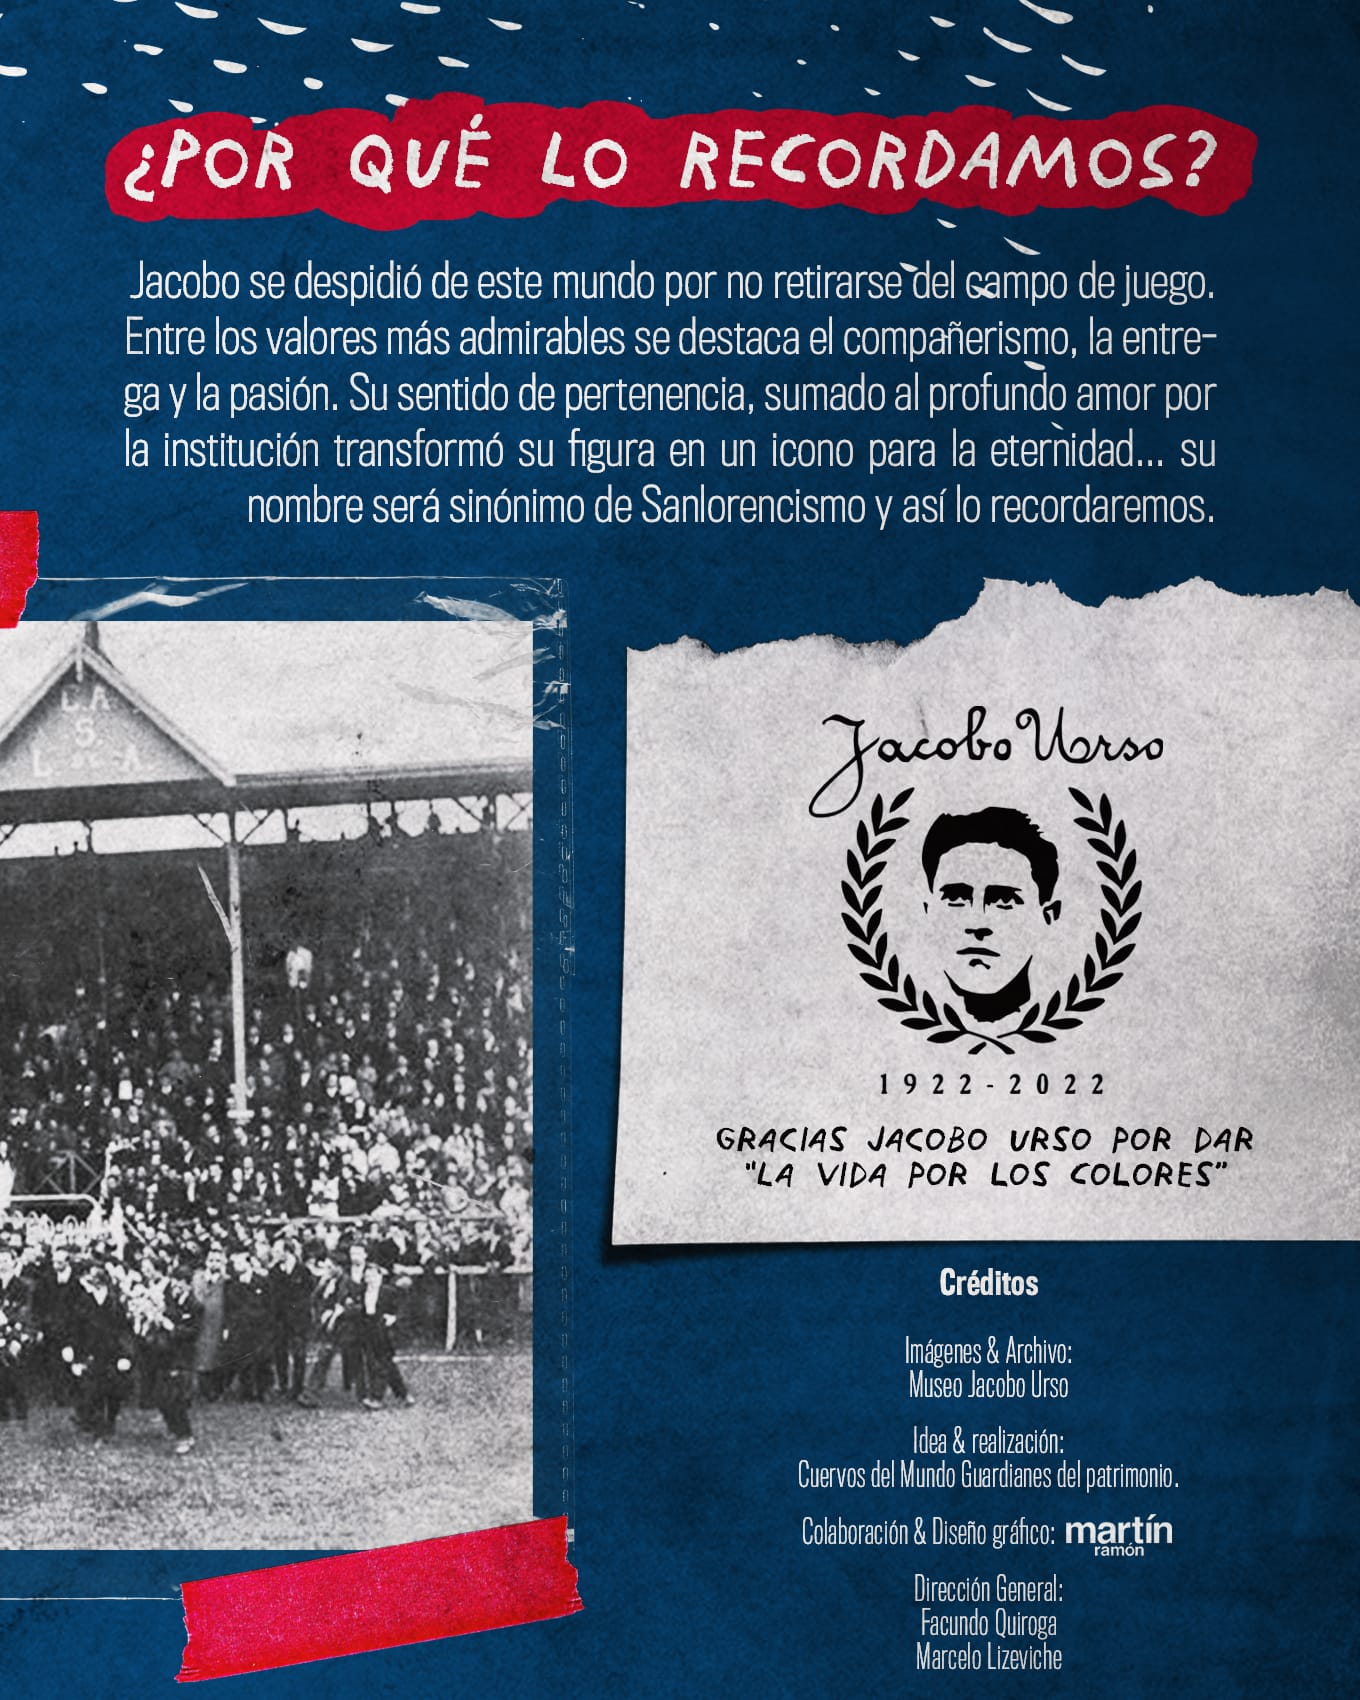 ¿POR QUÉ LO RECORDAMOS?
Jacobo se despidió de este mundo por no retirarse del campo de juego.
Entre los valores más admirables se destaca el compañerismo, la entre-
ga y la pasión. Su sentido de pertenencia, sumado al profundo amor por
la institución transformó su figura en un icono para la eternidad... su
nombre será sinónimo de Sanlorencismo y así lo recordaremos.
L.A
S.
L DE A
Jacobo Urso
1922-2022
GRACIAS JACOBO URSO POR DAR
"LA VIDA POR LOS COLORES"
Créditos
Imágenes & Archivo:
Museo Jacobo Urso
Idea & realización:
Cuervos del Mundo Guardianes del patrimonio.
Colaboración & Diseño gráfico: martín
ramón
Dirección General:
Facundo Quiroga
Marcelo Lizeviche